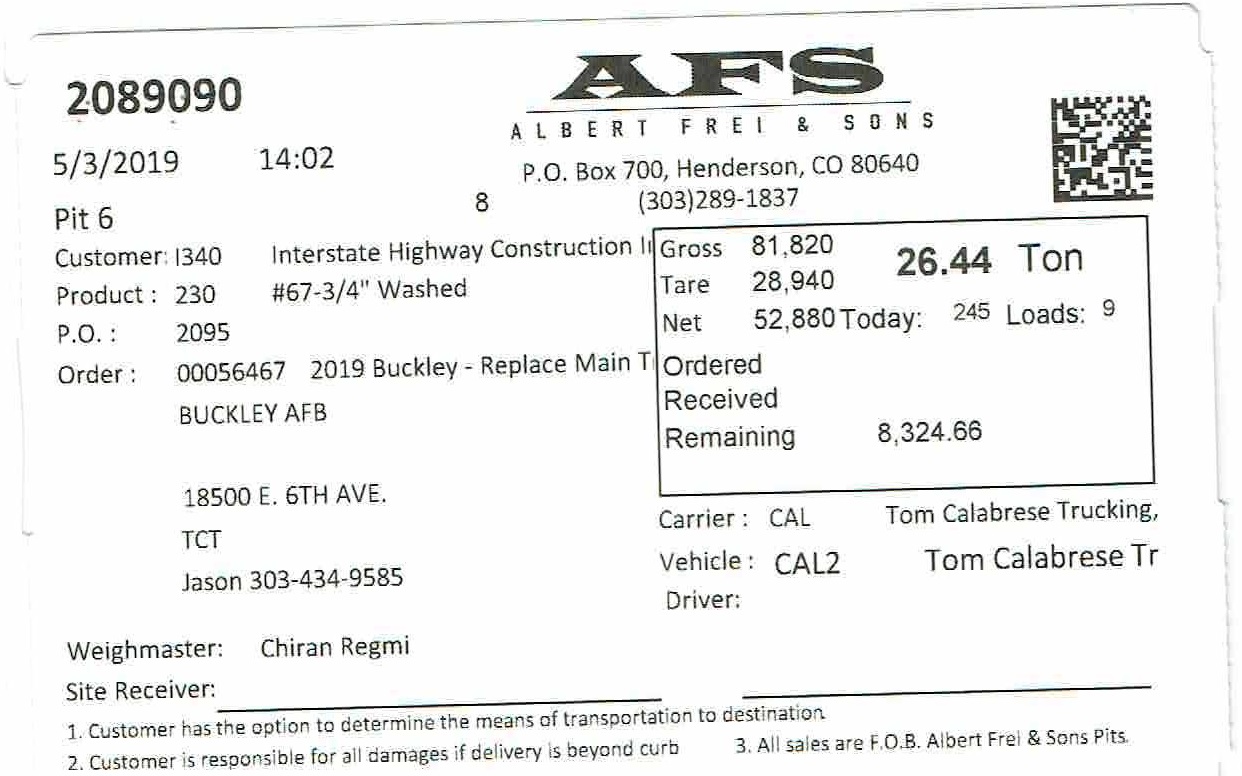 2089090
AFS
ALBERT FREI & SONS
5/3/2019 14:02
P.O. Box 700, Henderson, CO 80640
8 (303)289-1837
Pit 6
Customer: I340 Interstate Highway Construction I
Product : 230 #67-3/4" Washed
P.O. : 2095
Order : 00056467 2019 Buckley - Replace Main T
BUCKLEY AFB
18500 E. 6TH AVE.
TCT
Jason 303-434-9585
Gross 81,820 26.44 Ton
Tare 28,940
Net 52,880 Today: 245 Loads: 9
Ordered
Received
Remaining 8,324.66
Carrier : CAL Tom Calabrese Trucking,
Vehicle : CAL2 Tom Calabrese Tr
Driver:
Weighmaster: Chiran Regmi
Site Receiver:
1. Customer has the option to determine the means of transportation to destination
2. Customer is responsible for all damages if delivery is beyond curb 3. All sales are F.O.B. Albert Frei & Sons Pits.